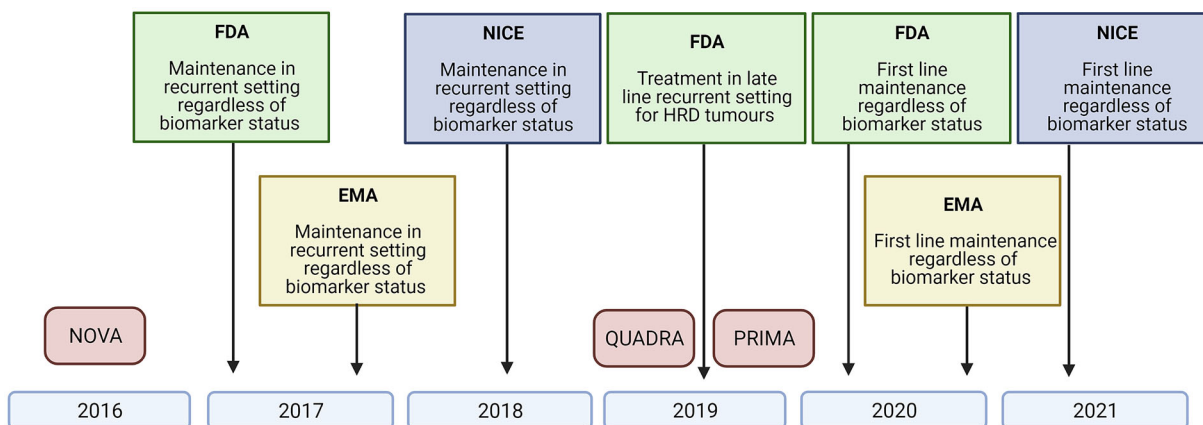 FDA
Maintenance in
recurrent setting
regardless of
biomarker status
NICE
Maintenance in
recurrent setting
regardless of
biomarker status
FDA
Treatment in late
line recurrent setting
for HRD tumours
FDA
First line
maintenance
regardless of
biomarker status
NICE
First line
maintenance
regardless of
biomarker status
EMA
Maintenance in
recurrent setting
regardless of
biomarker status
EMA
First line maintenance
regardless of
biomarker status
NOVA
QUADRA
PRIMA
2016
2017
2018
2019
2020
2021